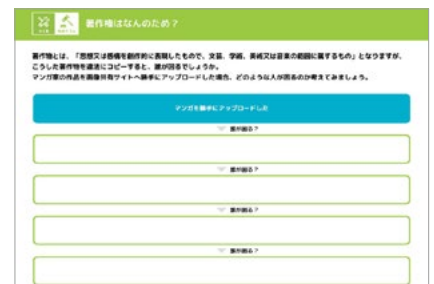 著作権はなんのため？
著作物とは、「思想又は感情を創作的に表現したもので、文芸、学術、美術又は音楽の範囲に属するもの」となりますが、
こうした著作物を違法にコピーすると、誰が困るでしょうか。
マンガ家の作品を画像共有サイトへ勝手にアップロードした場合、どのような人が困るのか考えてみましょう。
マンガを勝手にアップロードした
誰が困る？
誰が困る？
誰が困る？
誰が困る？